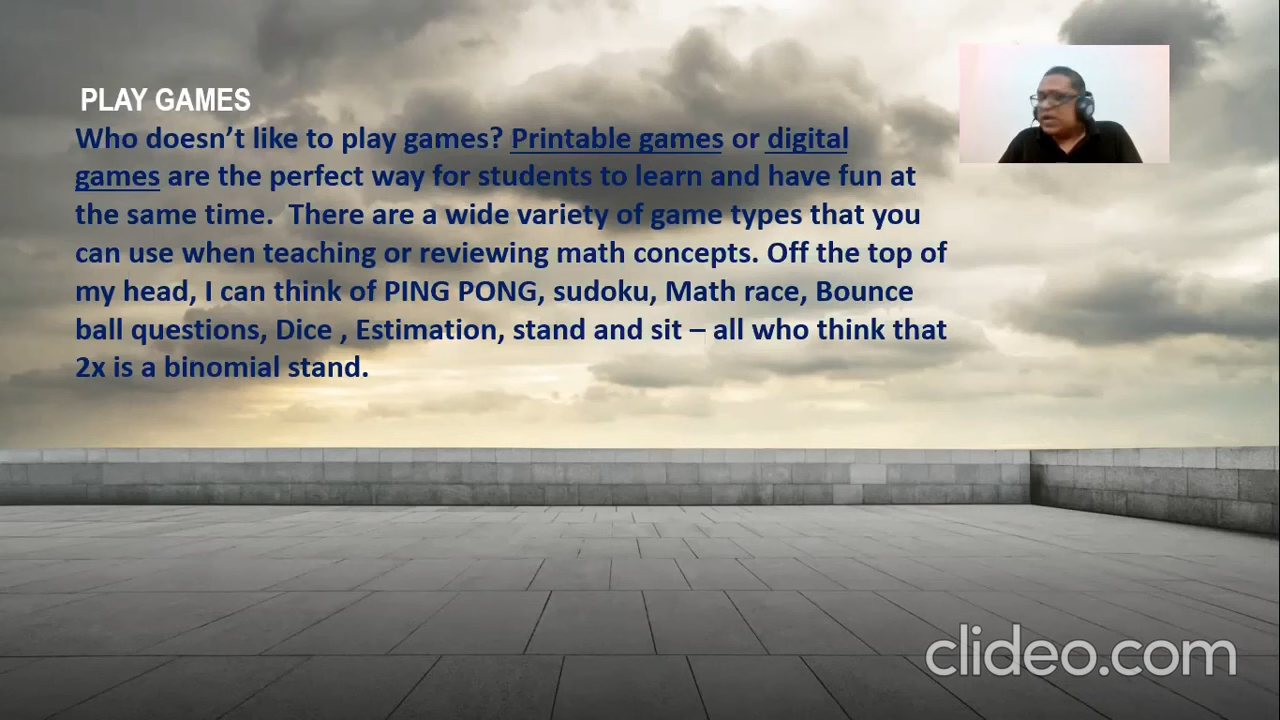 PLAY GAMES
Who doesn’t like to play games? Printable games or digital
games are the perfect way for students to learn and have fun at
the same time.  There are a wide variety of game types that you
can use when teaching or reviewing math concepts. Off the top of
my head, I can think of PING PONG, sudoku, Math race, Bounce
ball questions, Dice , Estimation, stand and sit – all who think that
2x is a binomial stand.
clideo.com